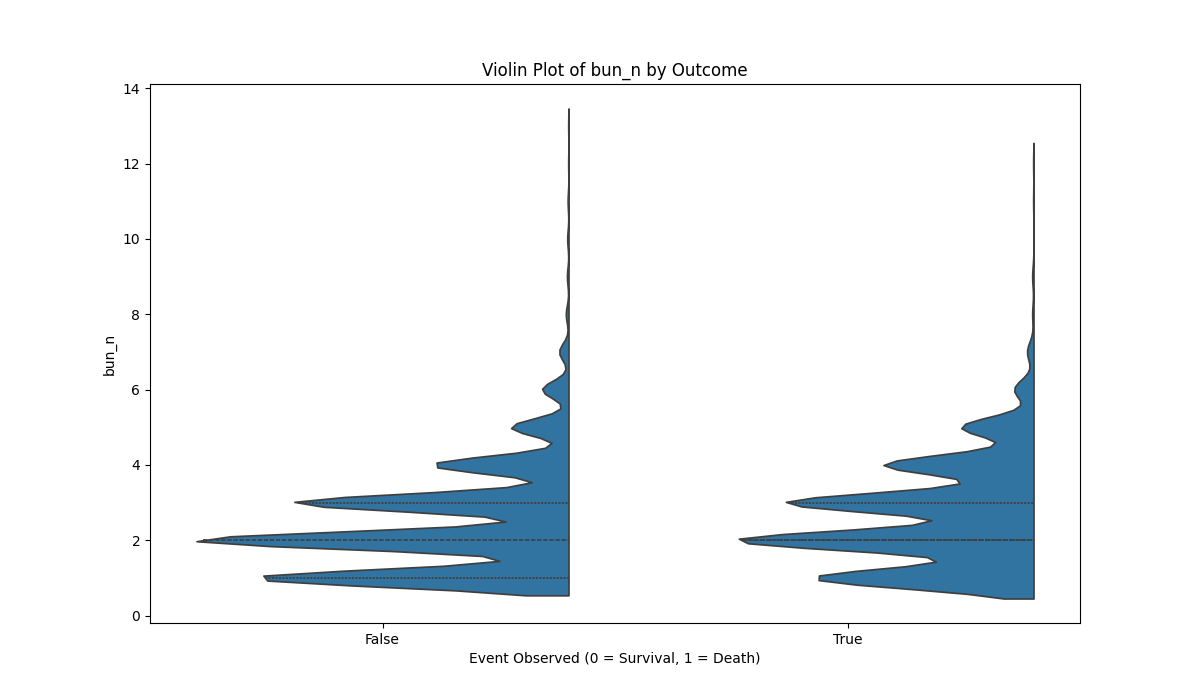 Violin Plot of bun_n by Outcome
14
12
10
8
6
4
2
0
bun_n
False
True
Event Observed (0 = Survival, 1 = Death)